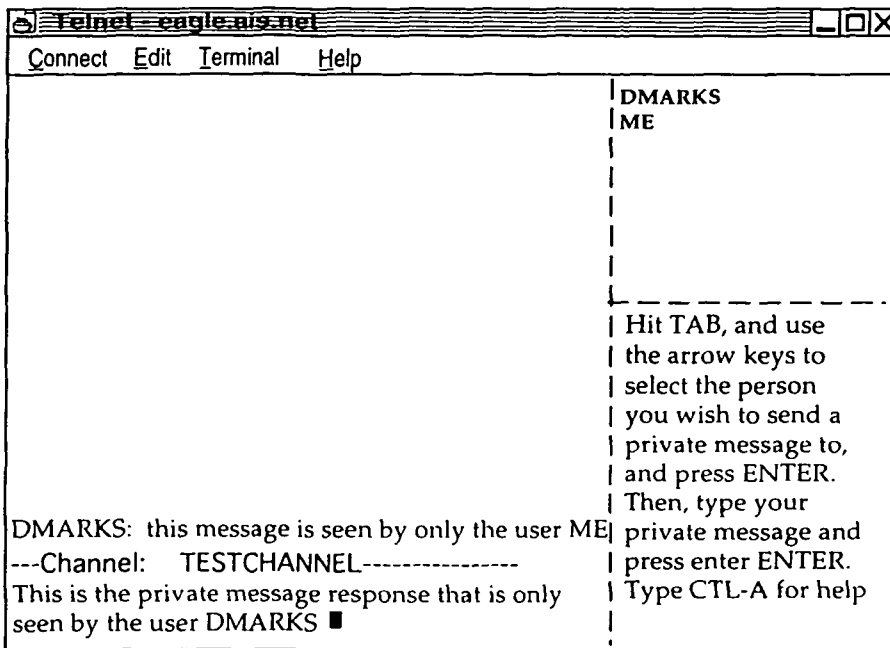 Telnet - eagle.ais.net
Connect Edit Terminal Help
DMARKS
ME
Hit TAB, and use
the arrow keys to
select the person
you wish to send a
private message to,
and press ENTER.
Then, type your
private message and
press enter ENTER.
Type CTL-A for help
DMARKS: this message is seen by only the user ME
---Channel: TESTCHANNEL----------------
This is the private message response that is only
seen by the user DMARKS